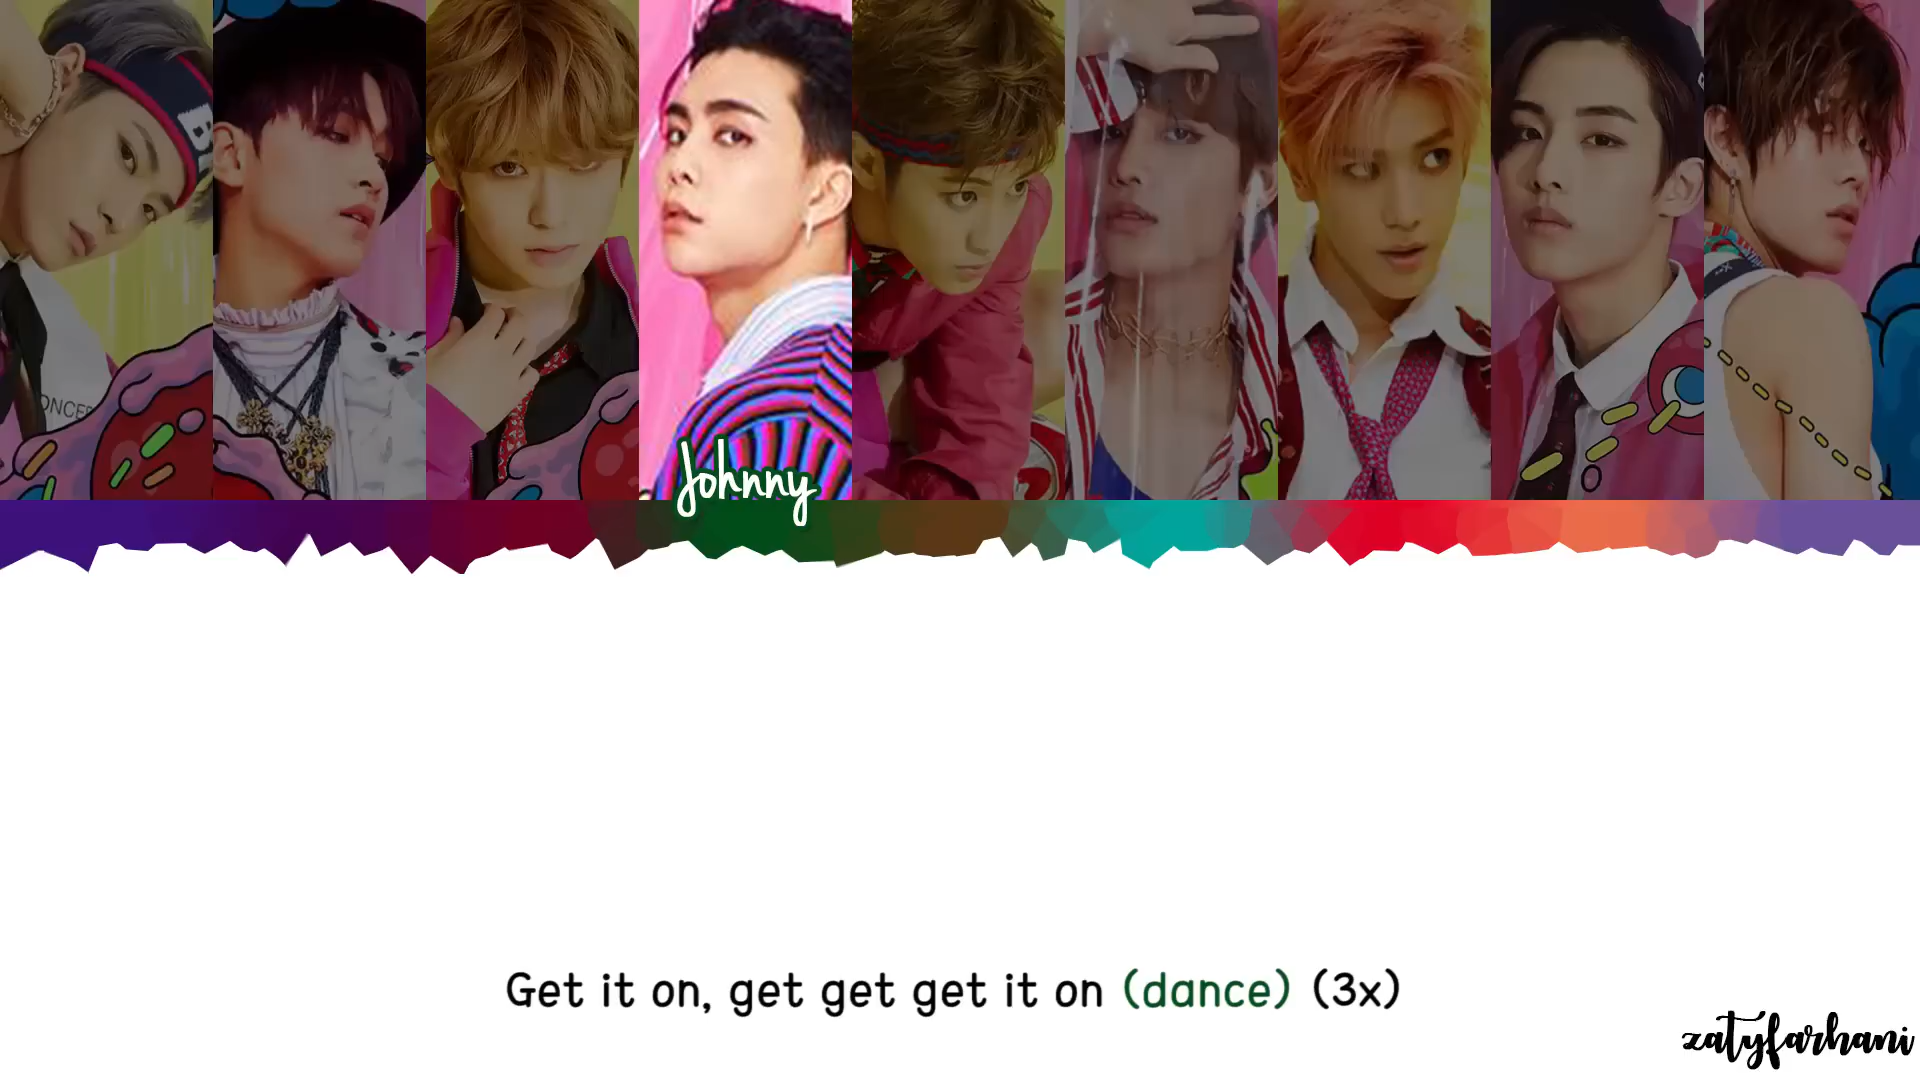 Johnny
Get it on, get get get it on (dance) (3x)
zatyfarhani